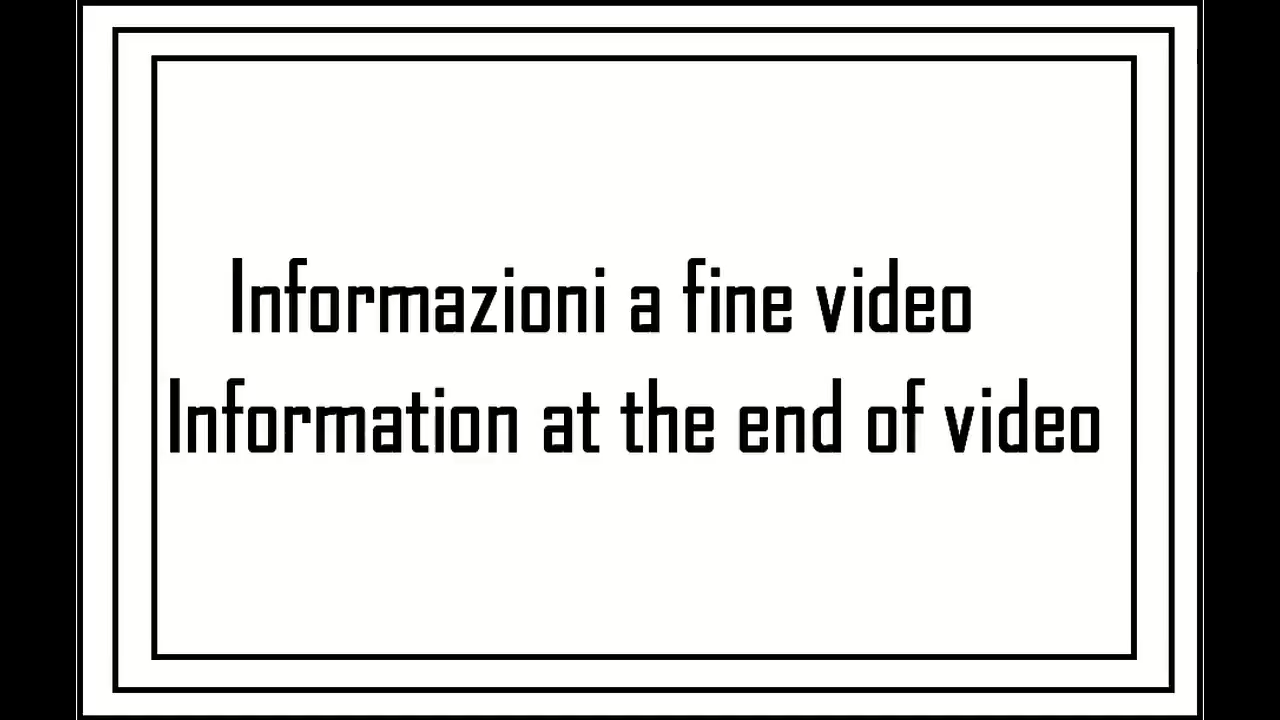 Informazioni a fine video
Information at the end of video